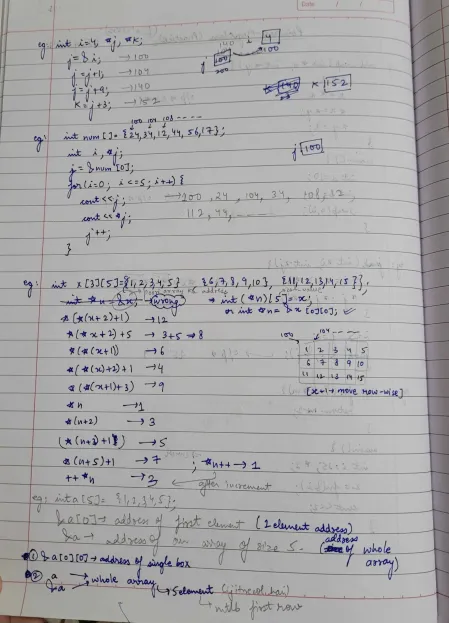 Date
eg: int i=4, *j, *k;
j = & i; → 100
j = j+1; → 104
j = j+9; → 140
k = j+3; → 152
140 i 4
j 100 100
200
k 152
eg: int num[] = {24,34,12,44,56,17};
100 104 108 ------
int i, *j;
j = & num[0];
j 100
for(i=0; i<=5; i++) {
cout << j; → 100, 24, 104, 34, 108, 12,
cout << *j; 112, 44, ......
j++;
}
eg: int x[3][5]={{1,2,3,4,5} {6,7,8,9,10}, {11,12,13,14,15}},
int *n = & x; (wrong) → int (*n)[5] = x;
or int *n = & x [0][0]; ✓
*(*(x+2)+1) → 12
*(*x+2)+5 → 3+5 → 8
*(*(x+1)) → 6
*(*(x)+2)+1 → 4
*(*(x+1)+3) → 9
100 104 ------
1 2 3 4 5
6 7 8 9 10
11 12 13 14 15
[x+1 → move row-wise]
*n → 1
*(n+2) → 3
(*(n+3)+1) → 5
*(n+5)+1 → 7 ; *n++ → 1
++*n → 2 after increment
eg: int a[5] = {1,2,3,4,5};
&a[0] → address of first element (1 element address)
&a → address of an array of size 5. (address of whole array)
① & a[0][0] → address of single box
② a → whole array
&a → 5 element
first row